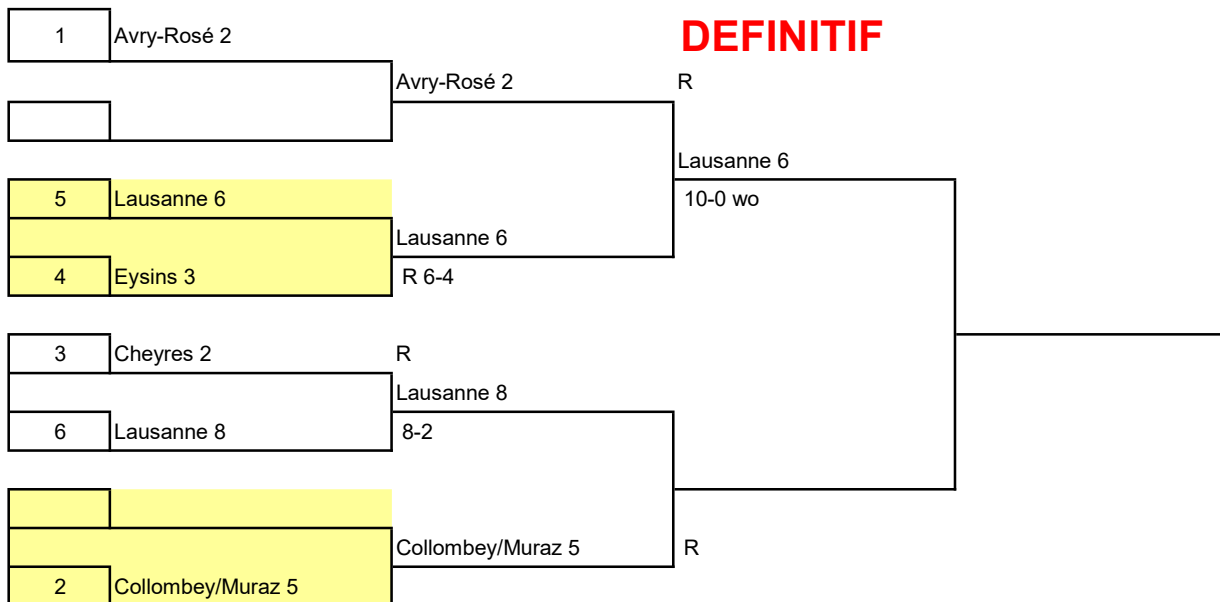 1 Avry-Rosé 2
DEFINITIF
Avry-Rosé 2 R
Lausanne 6
5 Lausanne 6 10-0 wo
Lausanne 6
4 Eysins 3 R 6-4
3 Cheyres 2 R
Lausanne 8
6 Lausanne 8 8-2
Collombey/Muraz 5 R
2 Collombey/Muraz 5